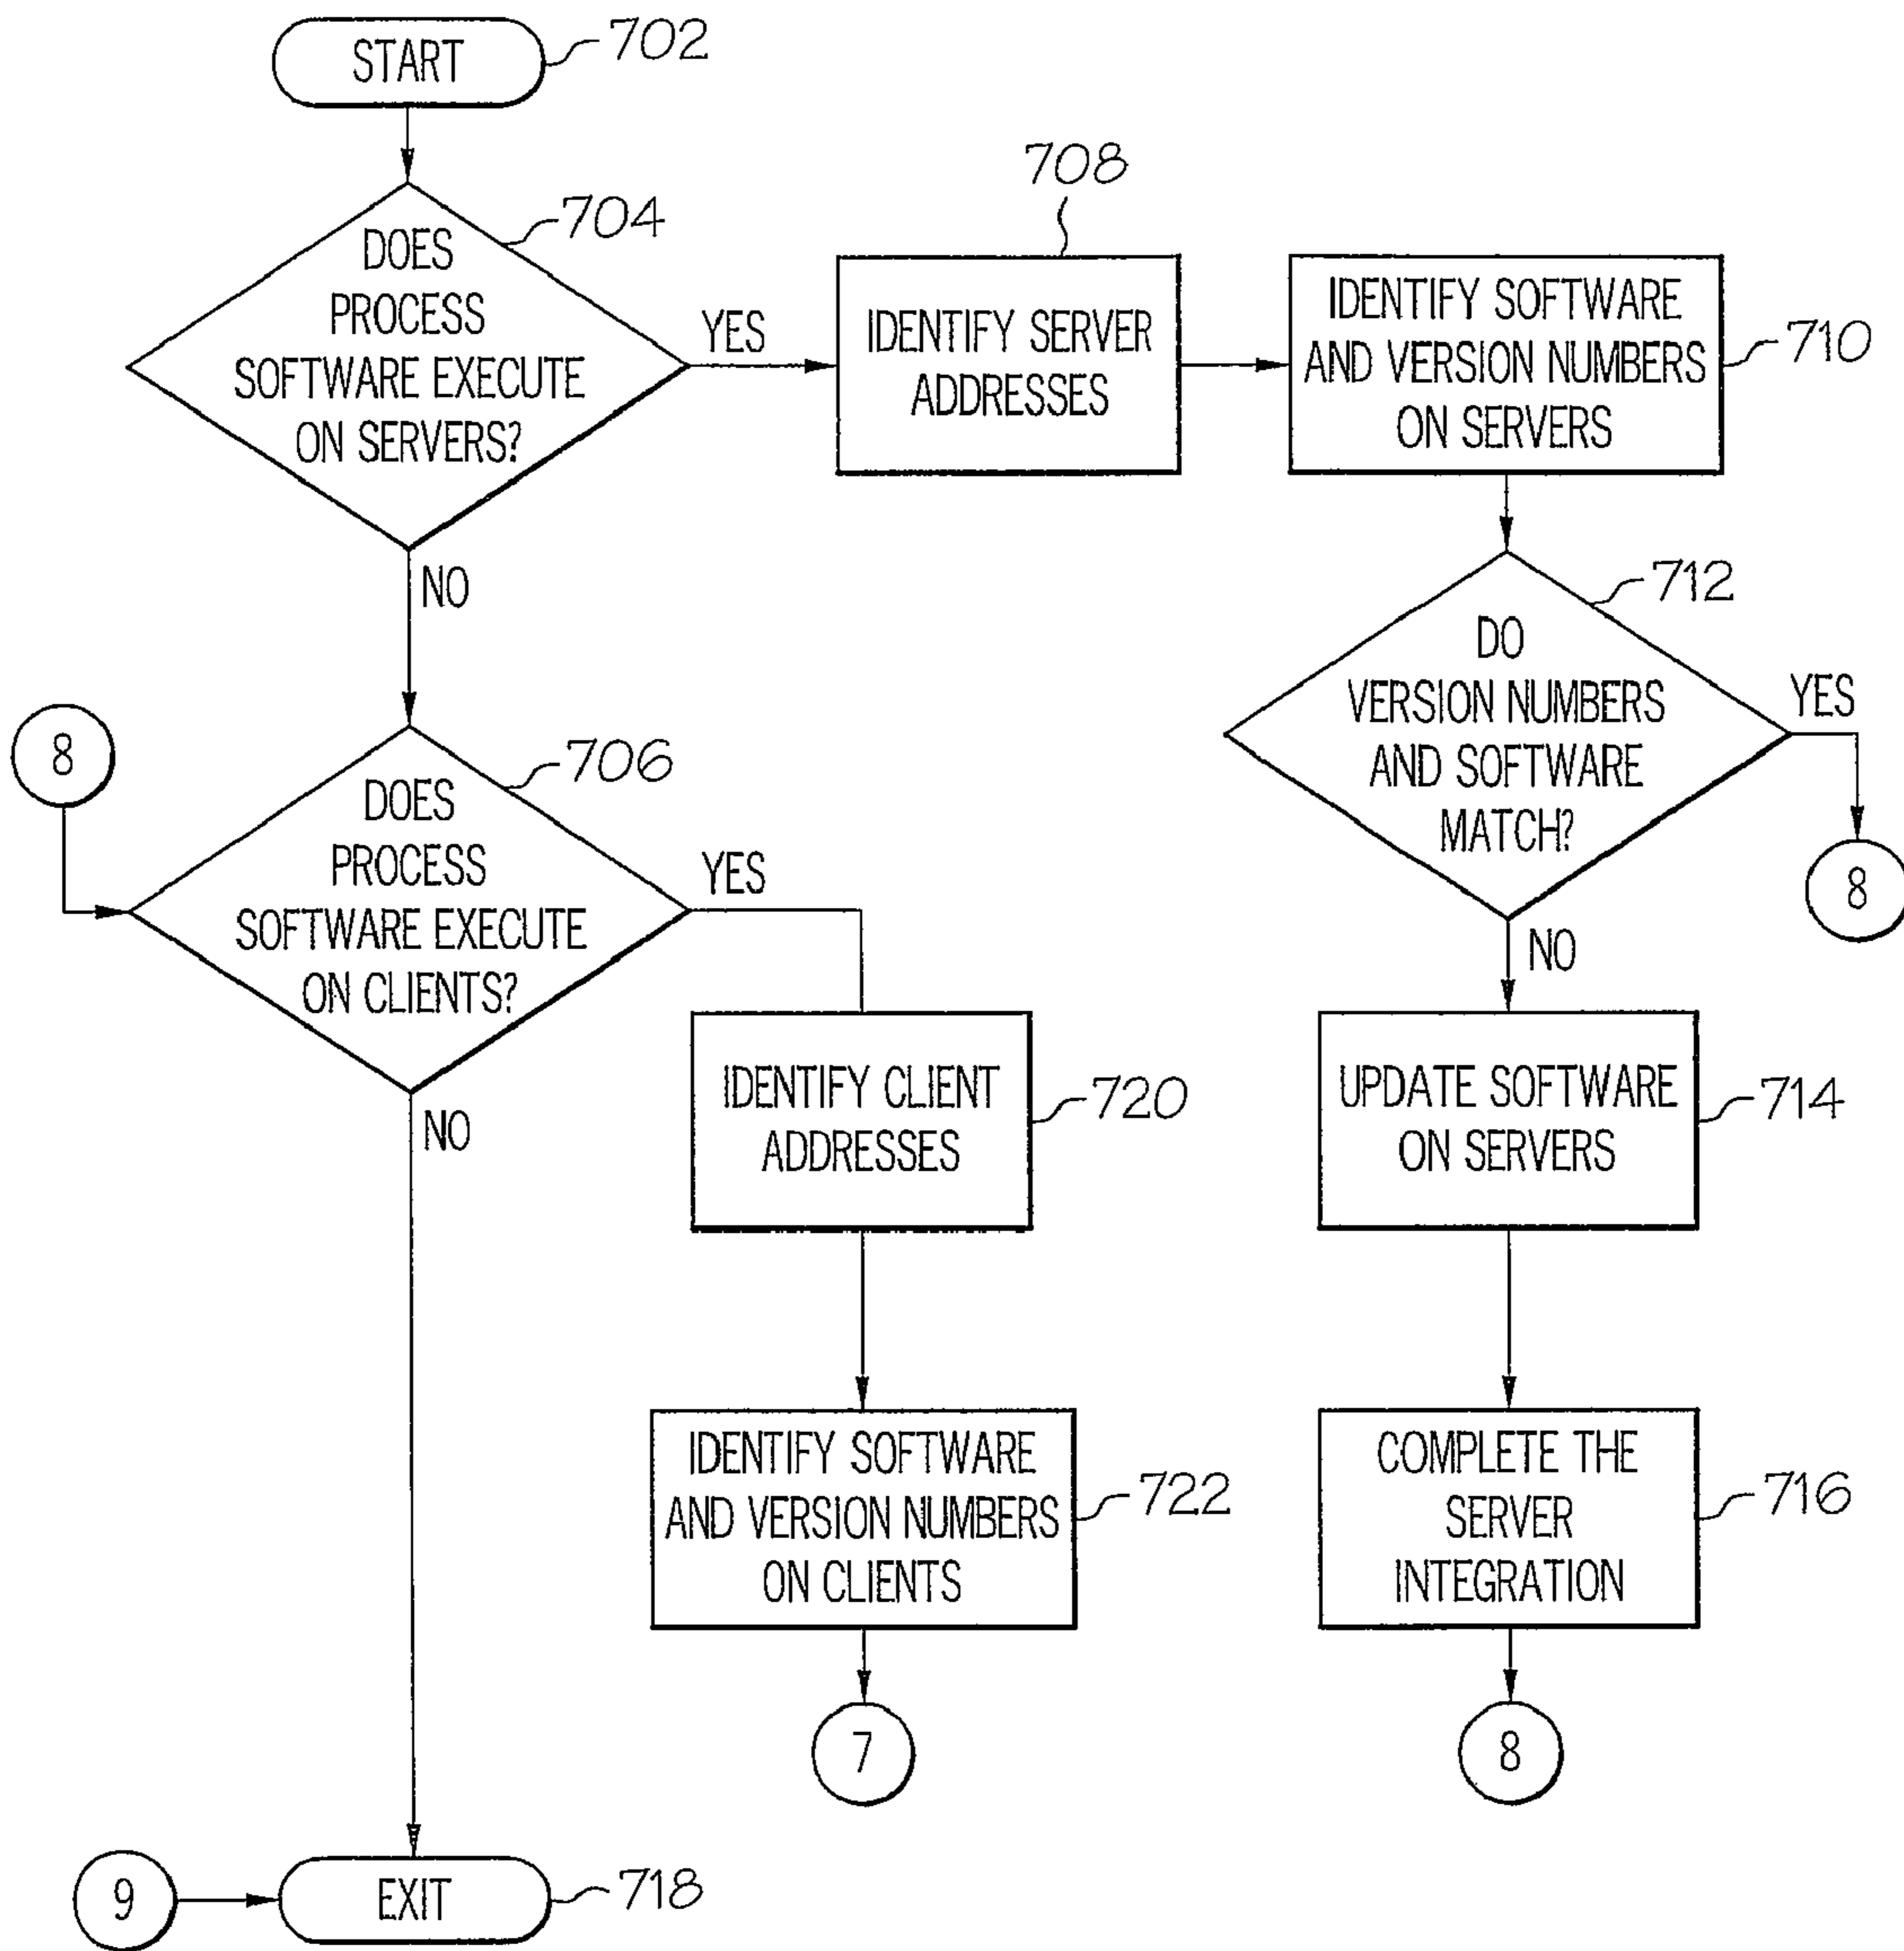 START
702
DOES
PROCESS
SOFTWARE EXECUTE
ON SERVERS?
704
YES
NO
708
IDENTIFY SERVER
ADDRESSES
IDENTIFY SOFTWARE
AND VERSION NUMBERS
ON SERVERS
710
DO
VERSION NUMBERS
AND SOFTWARE
MATCH?
712
YES
8
NO
8
DOES
PROCESS
SOFTWARE EXECUTE
ON CLIENTS?
706
YES
NO
IDENTIFY CLIENT
ADDRESSES
720
UPDATE SOFTWARE
ON SERVERS
714
IDENTIFY SOFTWARE
AND VERSION NUMBERS
ON CLIENTS
722
COMPLETE THE
SERVER
INTEGRATION
716
7
8
9
EXIT
718